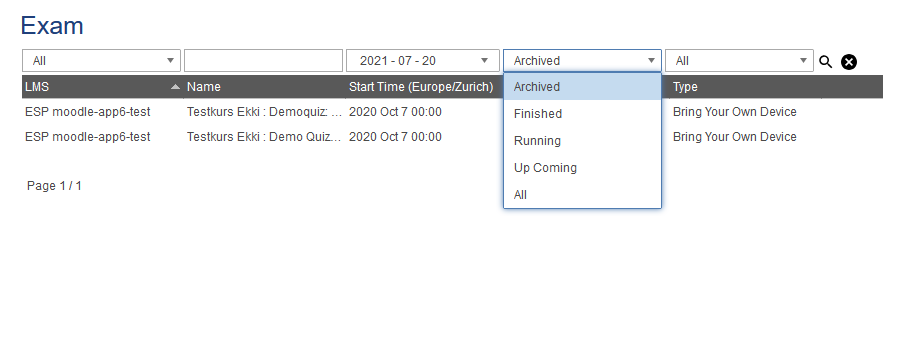 Exam
All 2021 - 07 - 20 Archived All
LMS Name Start Time (Europe/Zurich) Archived Type
ESP moodle-app6-test Testkurs Ekki : Demoquiz: ... 2020 Oct 7 00:00 Finished Bring Your Own Device
ESP moodle-app6-test Testkurs Ekki : Demo Quiz... 2020 Oct 7 00:00 Running Bring Your Own Device
Up Coming
Page 1 / 1 All